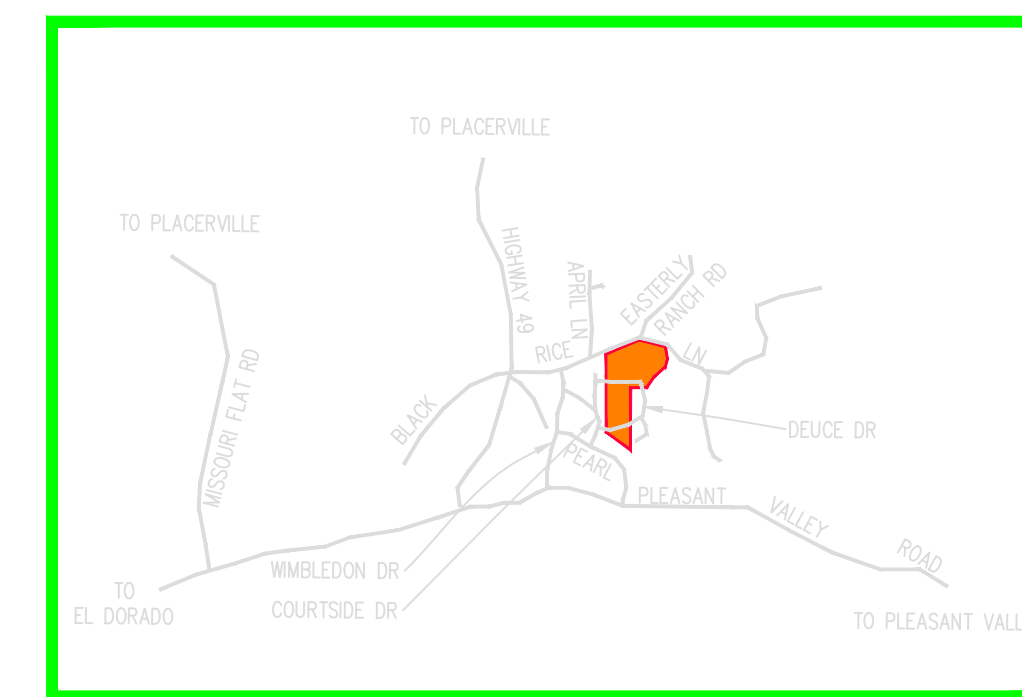 TO PLACERVILLE
TO PLACERVILLE
HIGHWAY 49
APRIL LN
EASTERLY
RANCH RD
MISSOURI FLAT RD
BLACK
RICE
LN
DEUCE DR
PEARL
PLEASANT
VALLEY
ROAD
WIMBLEDON DR
COURTSIDE DR
TO
EL DORADO
TO PLEASANT VALL